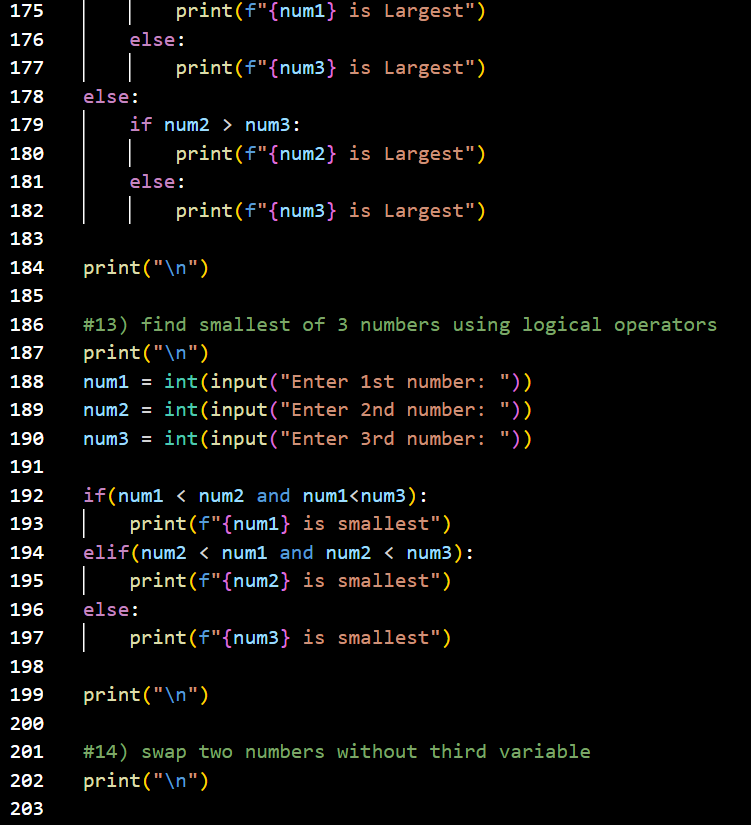 175             print(f"{num1} is Largest")
176         else:
177             print(f"{num3} is Largest")
178     else:
179         if num2 > num3:
180             print(f"{num2} is Largest")
181         else:
182             print(f"{num3} is Largest")
183
184     print("\n")
185
186     #13) find smallest of 3 numbers using logical operators
187     print("\n")
188     num1 = int(input("Enter 1st number: "))
189     num2 = int(input("Enter 2nd number: "))
190     num3 = int(input("Enter 3rd number: "))
191
192     if(num1 < num2 and num1<num3):
193         print(f"{num1} is smallest")
194     elif(num2 < num1 and num2 < num3):
195         print(f"{num2} is smallest")
196     else:
197         print(f"{num3} is smallest")
198
199     print("\n")
200
201     #14) swap two numbers without third variable
202     print("\n")
203